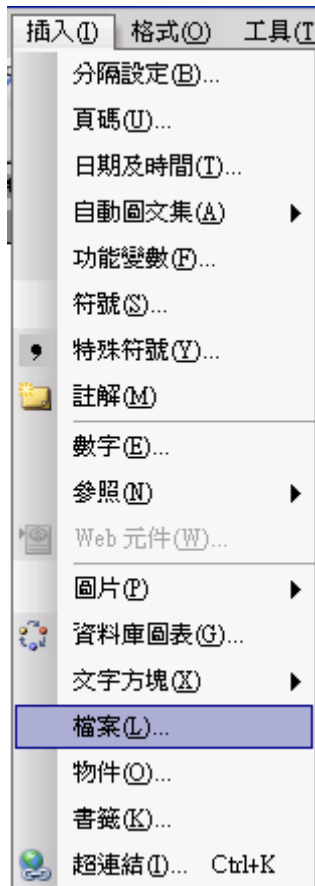 插入(I) 格式(O) 工具(T
分隔設定(B)...
頁碼(U)...
日期及時間(T)...
自動圖文集(A)
功能變數(F)...
符號(S)...
特殊符號(Y)...
註解(M)
數字(E)...
參照(N)
Web 元件(W)...
圖片(P)
資料庫圖表(G)...
文字方塊(X)
檔案(L)...
物件(O)...
書籤(K)...
超連結(I)... Ctrl+K